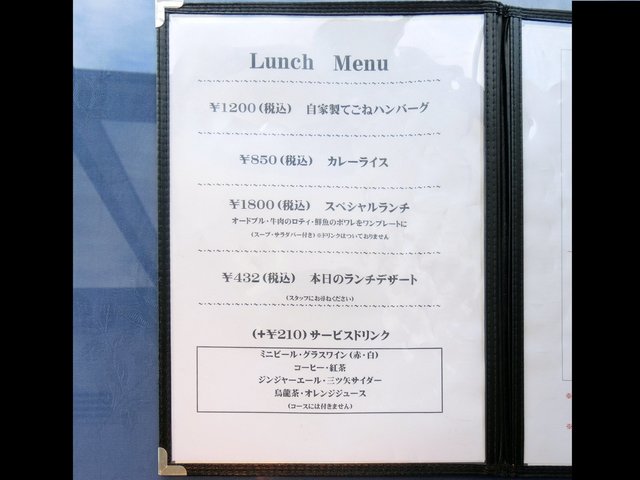 Lunch Menu
¥1200(税込) 自家製てごねハンバーグ
¥850(税込) カレーライス
¥1800(税込) スペシャルランチ
オードブル・牛肉のロティ・鮮魚のポワレをワンプレートに
(スープ・サラダバー付き)※ドリンクはついておりません
¥432(税込) 本日のランチデザート
(スタッフにお尋ねください)
(+¥210)サービスドリンク
ミニビール・グラスワイン(赤・白)
コーヒー・紅茶
ジンジャーエール・三ツ矢サイダー
烏龍茶・オレンジジュース
(コースには付きません)